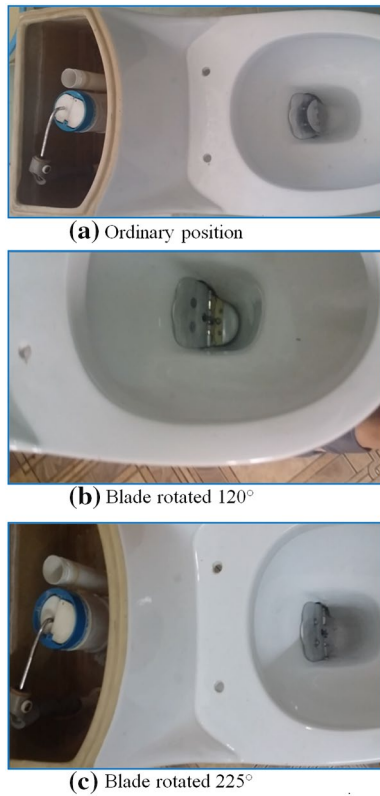 (a) Ordinary position
(b) Blade rotated 120°
(c) Blade rotated 225°